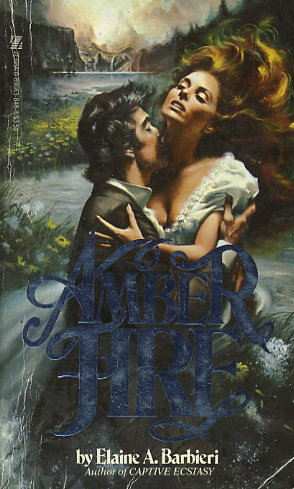 AMBER
FIRE
by Elaine A. Barbieri
Author of CAPTIVE ECSTASY